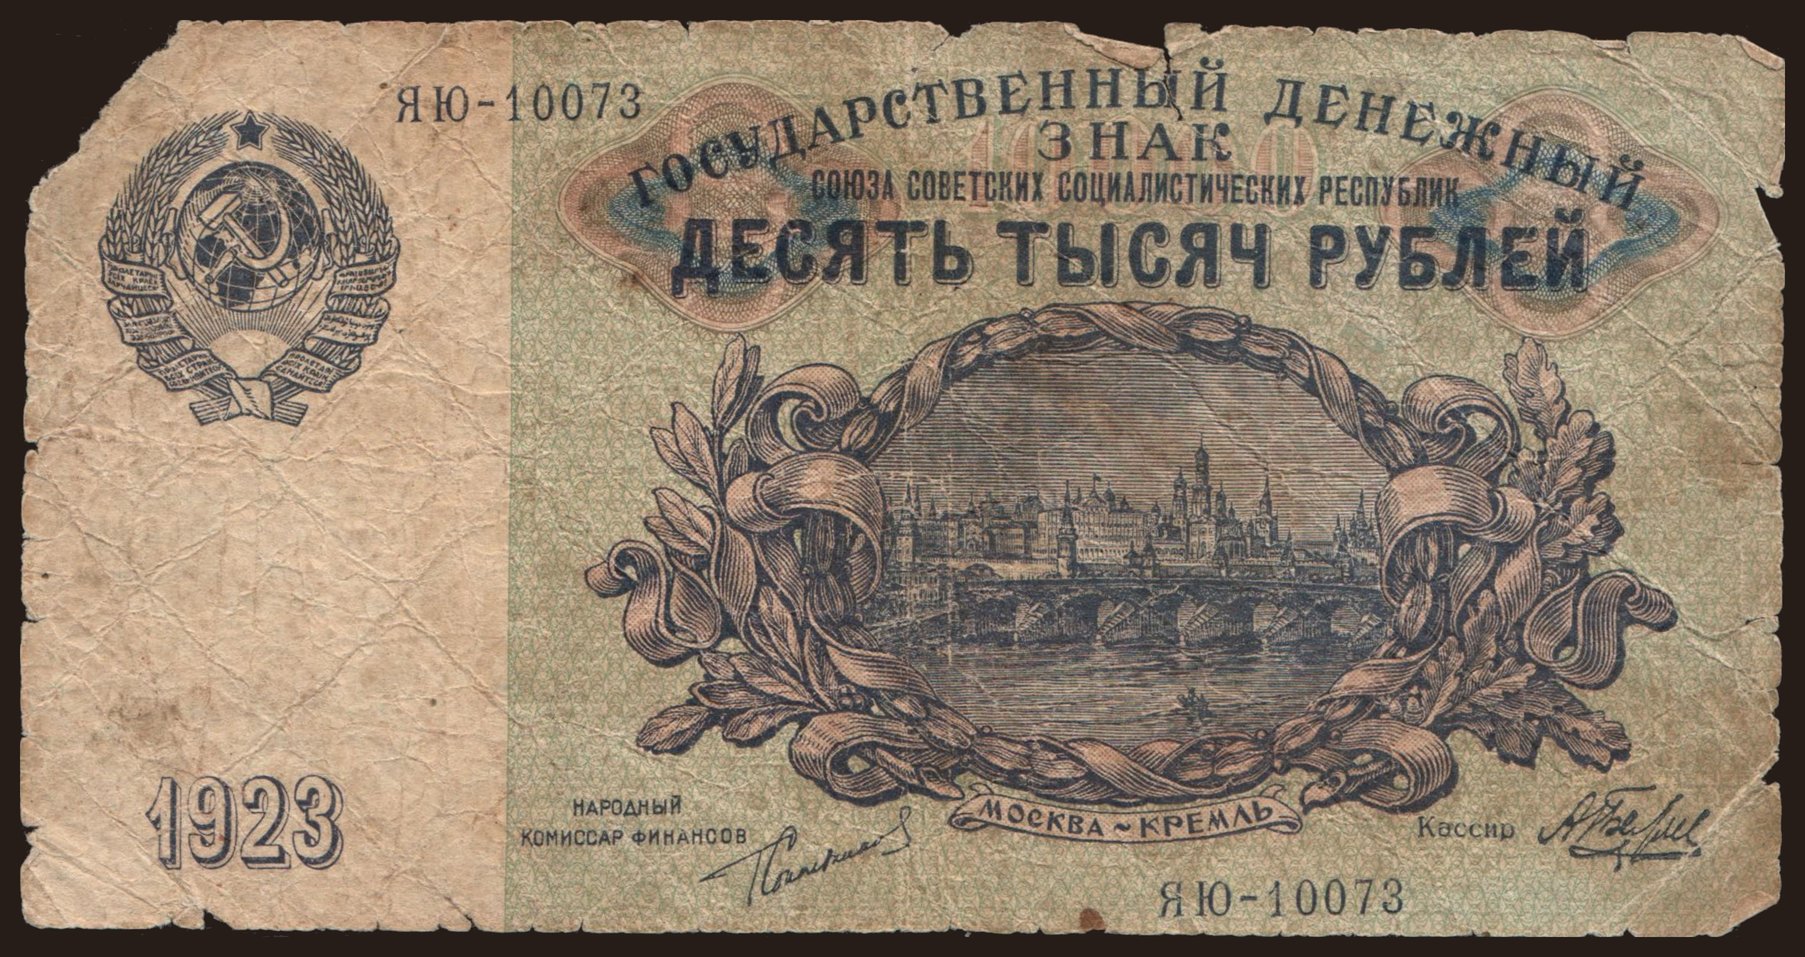 ЯЮ-10073
ГОСУДАРСТВЕННЫЙ ДЕНЕЖНЫЙ
ЗНАК
10000
СОЮЗА СОВЕТСКИХ СОЦИАЛИСТИЧЕСКИХ РЕСПУБЛИК
ДЕСЯТЬ ТЫСЯЧ РУБЛЕЙ
1923
НАРОДНЫЙ
КОМИССАР ФИНАНСОВ
МОСКВА ~ КРЕМЛЬ
Кассир
ЯЮ-10073